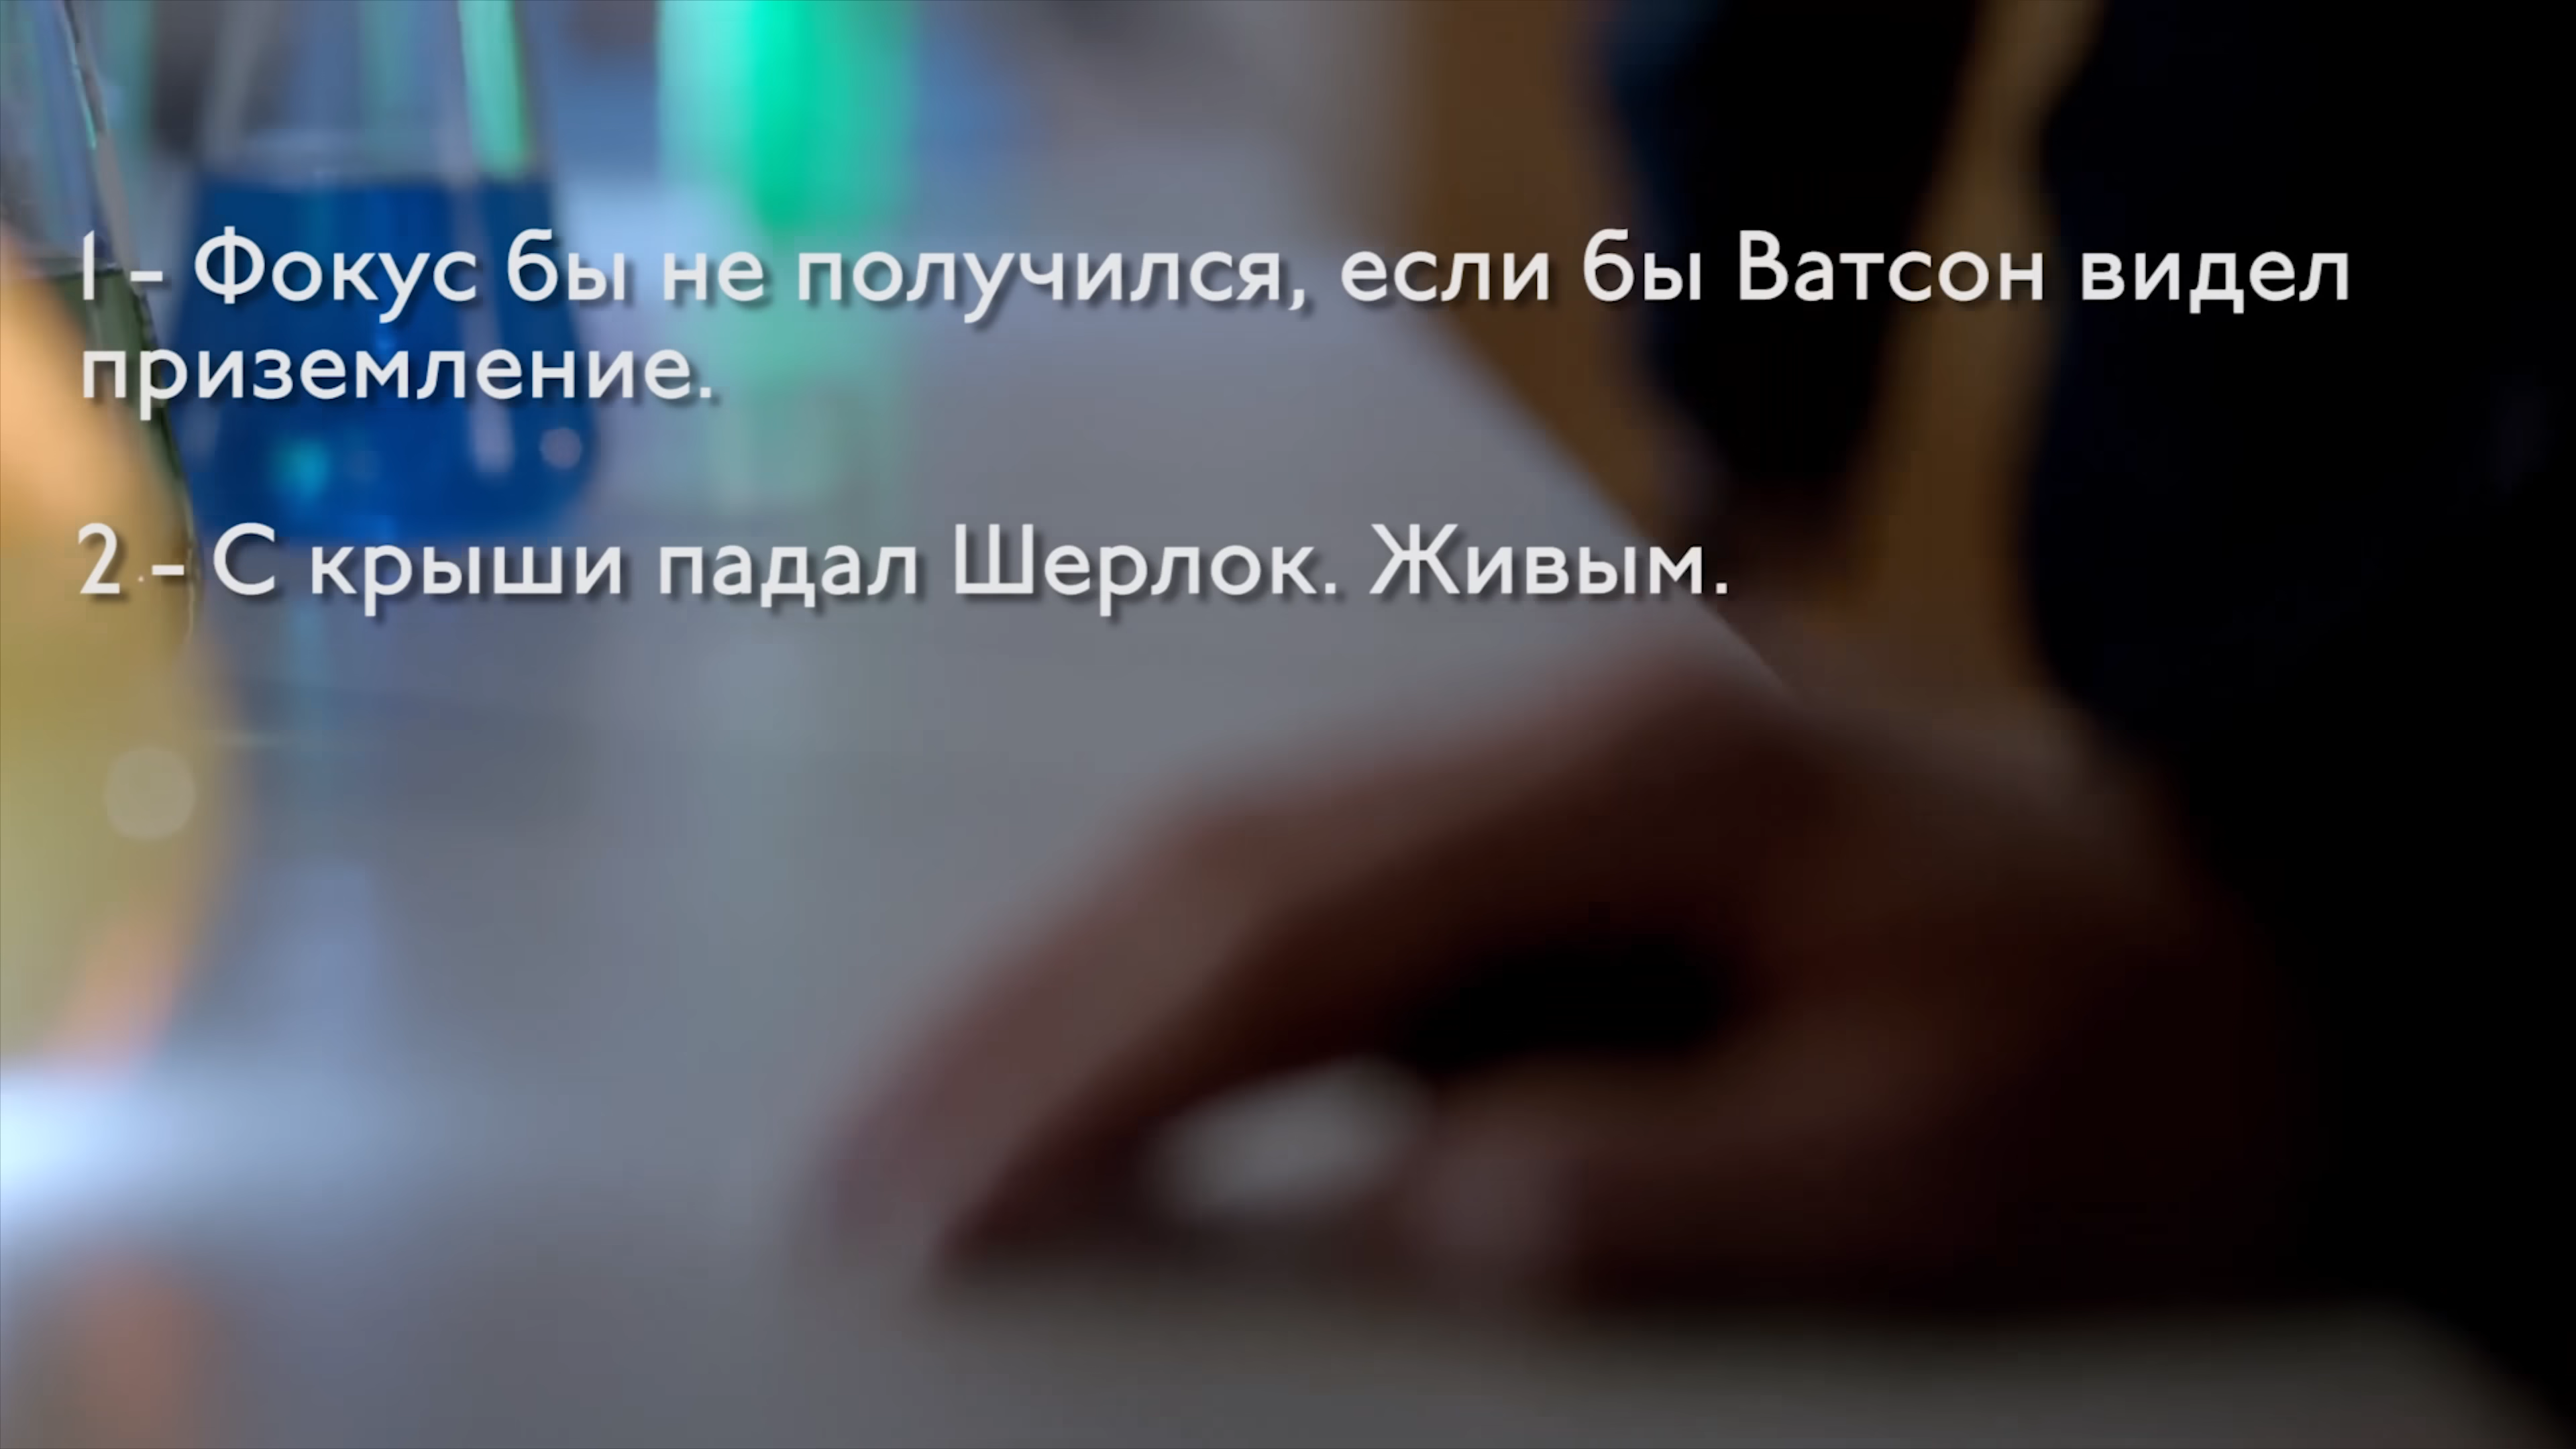 1 - Фокус бы не получился, если бы Ватсон видел
приземление.
2 - С крыши падал Шерлок. Живым.